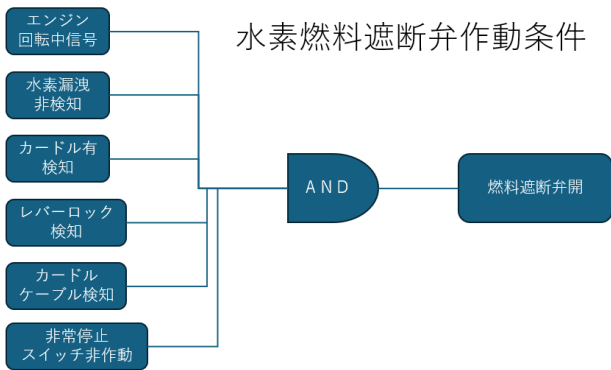 水素燃料遮断弁作動条件
エンジン
回転中信号
水素漏洩
非検知
カードル有
検知
レバーロック
検知
カードル
ケーブル検知
非常停止
スイッチ非作動
AND
燃料遮断弁開